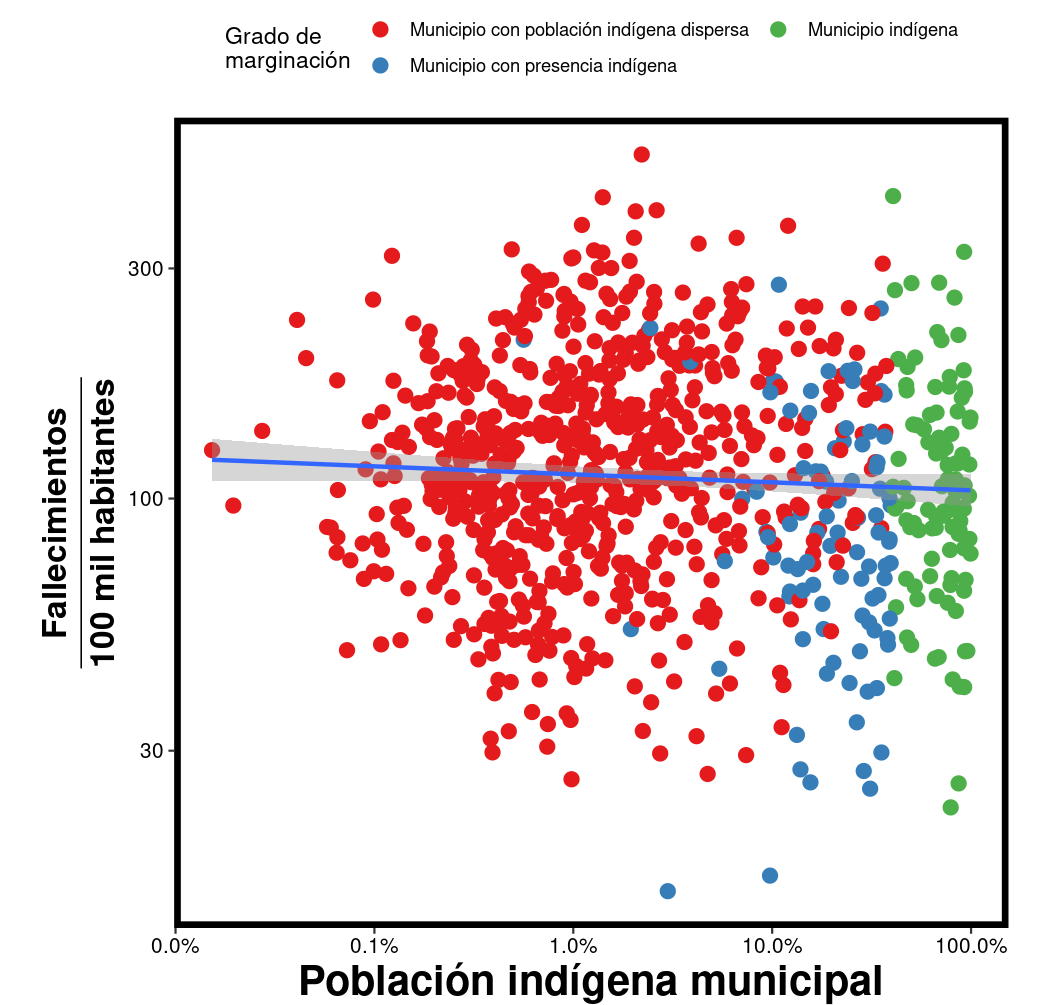 Grado de
marginación
Municipio con población indígena dispersa
Municipio indígena
Municipio con presencia indígena
Fallecimientos
100 mil habitantes
300
100
30
0.0%
0.1%
1.0%
10.0%
100.0%
Población indígena municipal